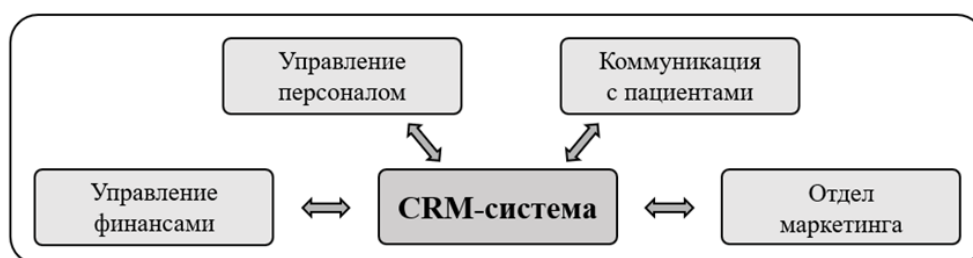 Управление
персоналом
Коммуникация
с пациентами
Управление
финансами
CRM-система
Отдел
маркетинга